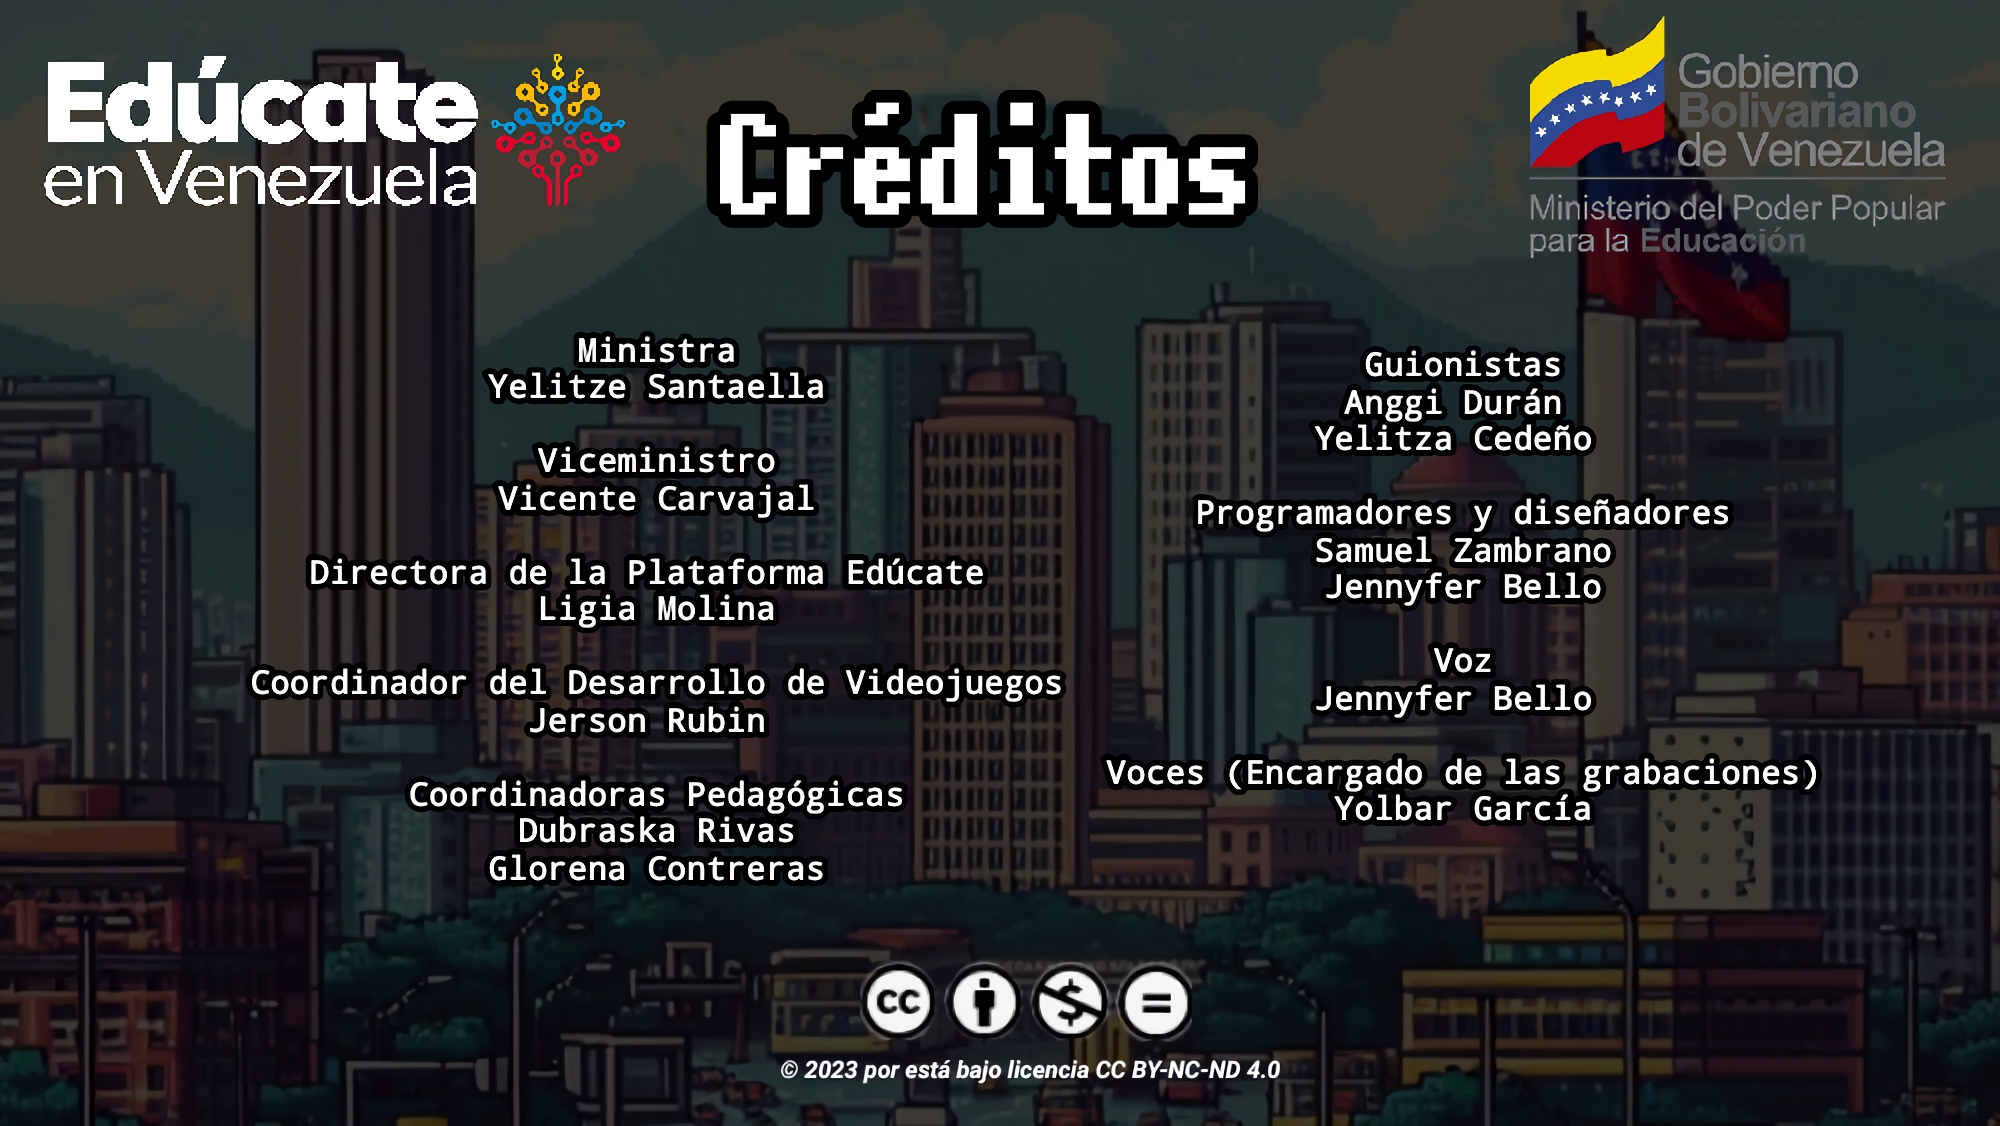 Edúcate
en Venezuela
Créditos
Gobierno
Bolivariano
de Venezuela
Ministerio del Poder Popular
para la Educación
Ministra
Yelitze Santaella
Viceministro
Vicente Carvajal
Directora de la Plataforma Edúcate
Ligia Molina
Coordinador del Desarrollo de Videojuegos
Jerson Rubin
Coordinadoras Pedagógicas
Dubraska Rivas
Glorena Contreras
Guionistas
Anggi Durán
Yelitza Cedeño
Programadores y diseñadores
Samuel Zambrano
Jennyfer Bello
Voz
Jennyfer Bello
Voces (Encargado de las grabaciones)
Yolbar García
cc
© 2023 por está bajo licencia CC BY-NC-ND 4.0